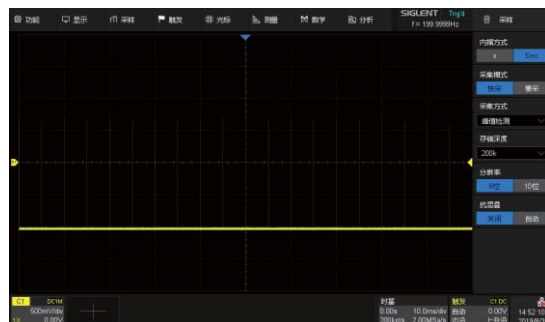 功能 显示 采样 触发 光标 测量 数学 分析 SIGLENT Trig'd 采样
f = 199.9999Hz
内插方式
x Sinc
采集模式
快采 慢采
采集方式
峰值检测
存储深度
200k
分辨率
8位 10位
抗混叠
关闭 自动
C1 DC1M
500mV/div
1X 0.00V
时基
0.00s 10.0ms/div
200kpts 2.00MSa/s
触发 C1 DC
自动 0.00V
边沿 上升沿
14:52:10